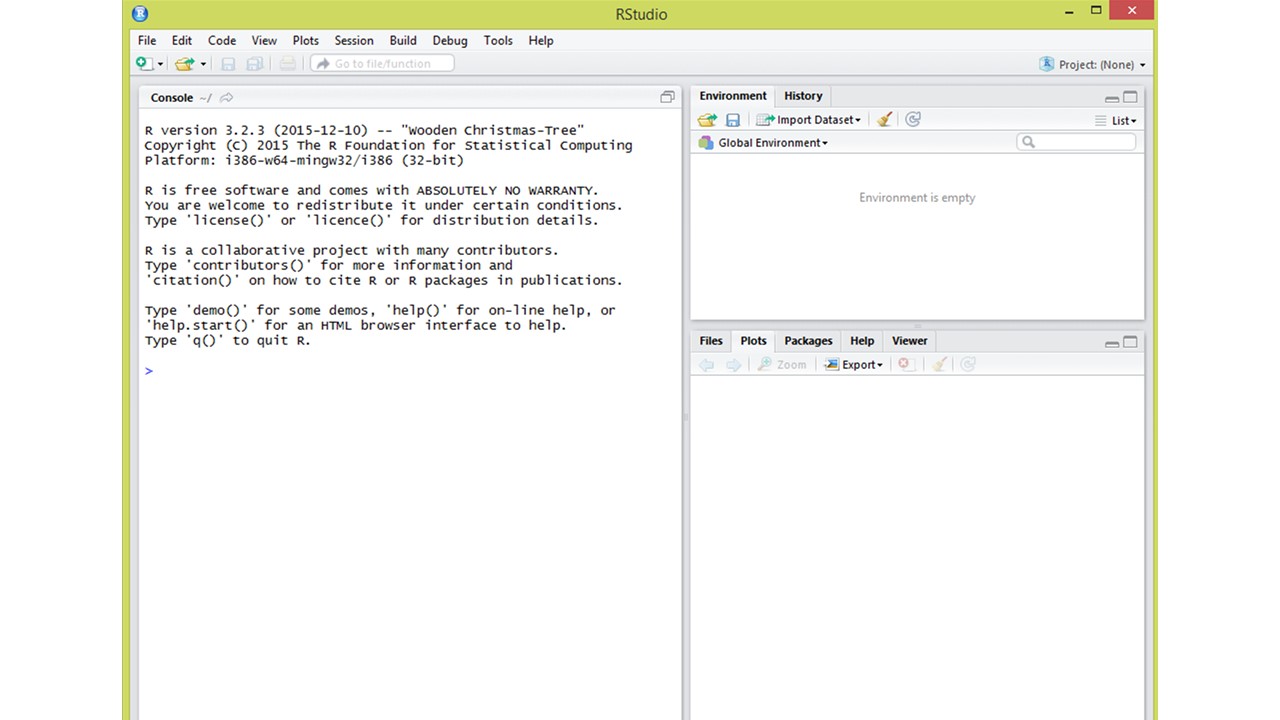 RStudio
File Edit Code View Plots Session Build Debug Tools Help
Go to file/function
Project: (None)
Console ~/
R version 3.2.3 (2015-12-10) -- "Wooden Christmas-Tree"
Copyright (C) 2015 The R Foundation for Statistical Computing
Platform: i386-w64-mingw32/i386 (32-bit)
R is free software and comes with ABSOLUTELY NO WARRANTY.
You are welcome to redistribute it under certain conditions.
Type 'license()' or 'licence()' for distribution details.
R is a collaborative project with many contributors.
Type 'contributors()' for more information and
'citation()' on how to cite R or R packages in publications.
Type 'demo()' for some demos, 'help()' for on-line help, or
'help.start()' for an HTML browser interface to help.
Type 'q()' to quit R.
>
Environment History
Import Dataset List
Global Environment
Environment is empty
Files Plots Packages Help Viewer
Zoom Export